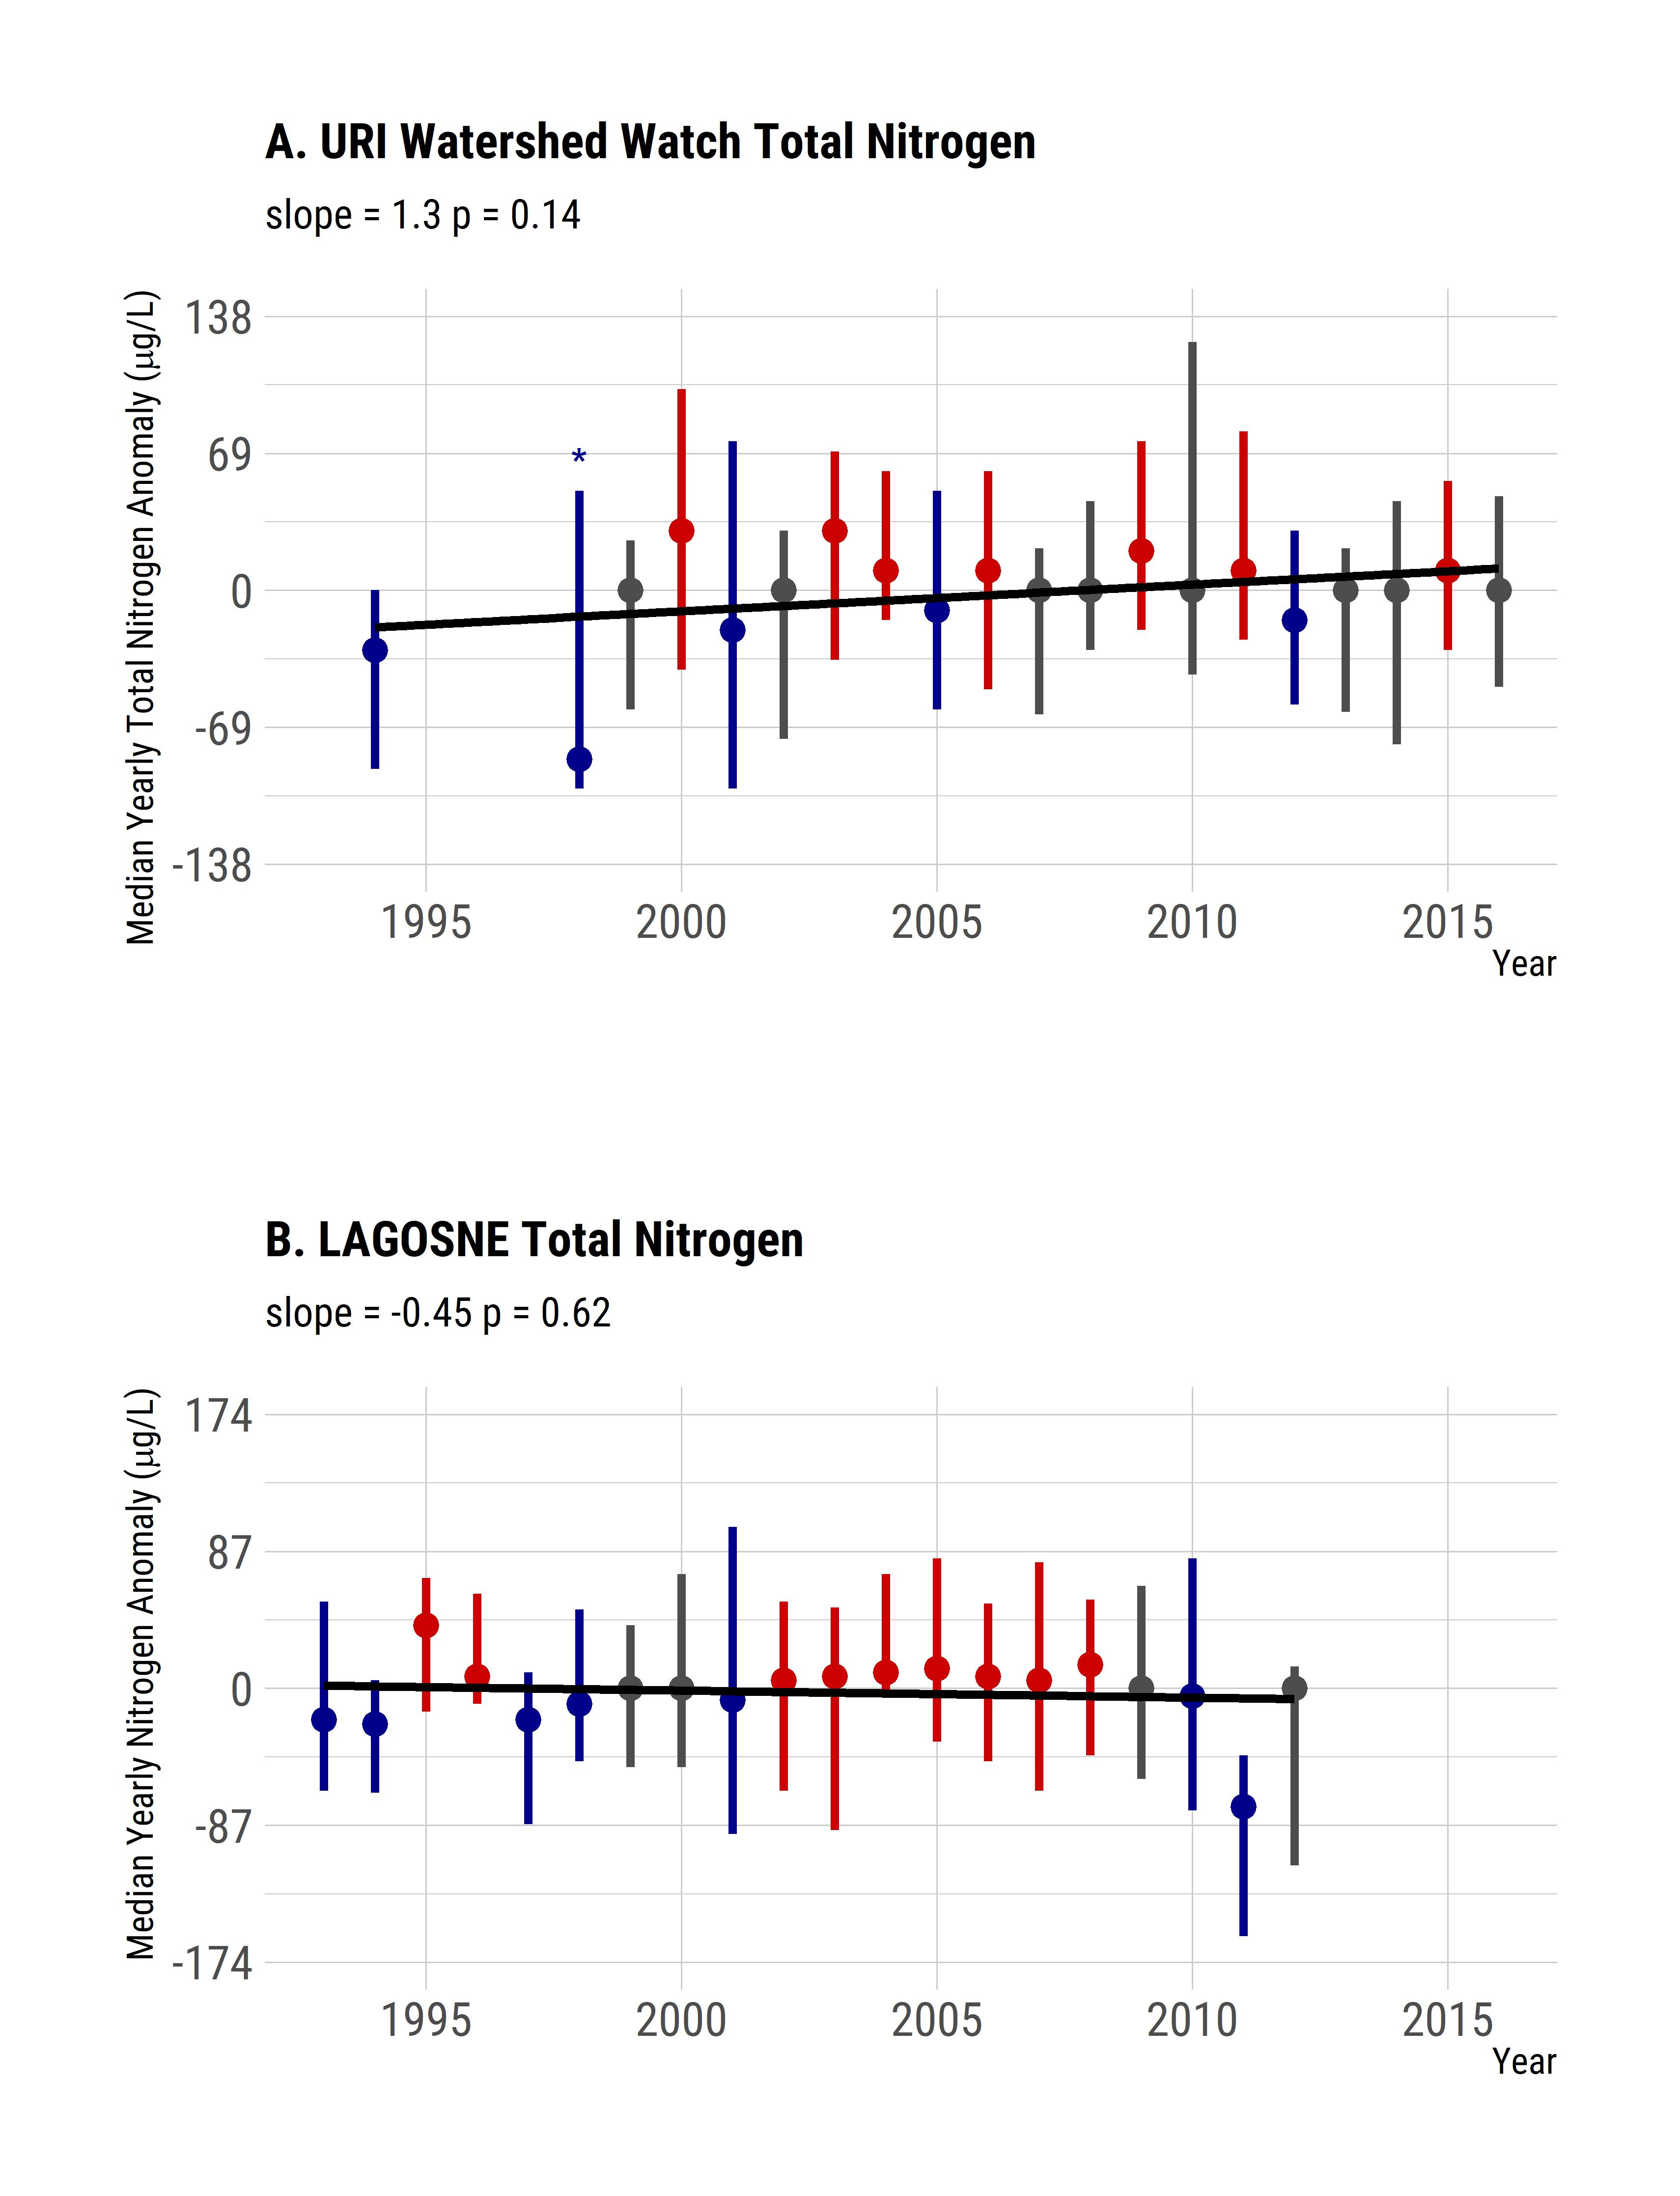 A. URI Watershed Watch Total Nitrogen
slope = 1.3 p = 0.14
Median Yearly Total Nitrogen Anomaly (µg/L)
138
69
0
-69
-138
*
1995 2000 2005 2010 2015
Year
B. LAGOSNE Total Nitrogen
slope = -0.45 p = 0.62
Median Yearly Nitrogen Anomaly (µg/L)
174
87
0
-87
-174
1995 2000 2005 2010 2015
Year